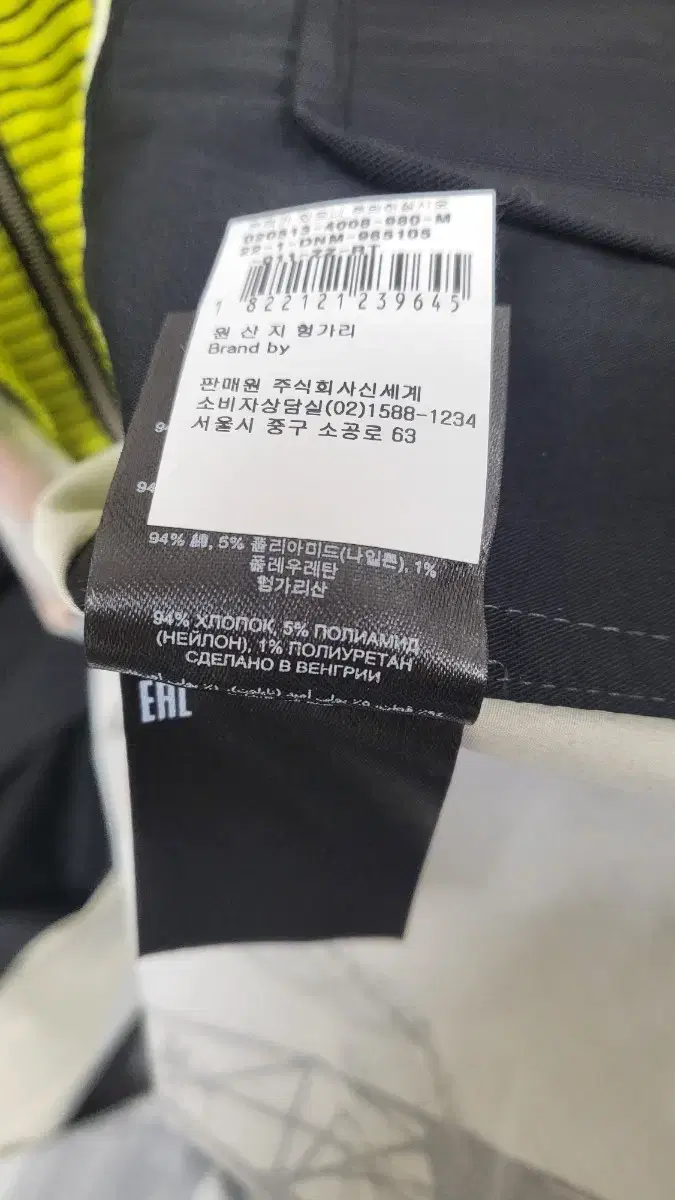 020513-4008-980-M
22-1-DNM-965105
1 822121 239645
원 산 지 형가리
Brand by
판매원 주식회사신세계
소비자상담실(02)1588-1234
서울시 중구 소공로 63
94% 綿, 5% 폴리아미드(나일론), 1%
폴레우레탄
헝가리산
94% ХЛОПОК, 5% ПОЛИАМИД
(НЕЙЛОН), 1% ПОЛИУРЕТАН
СДЕЛАНО В ВЕНГРИИ
EAC